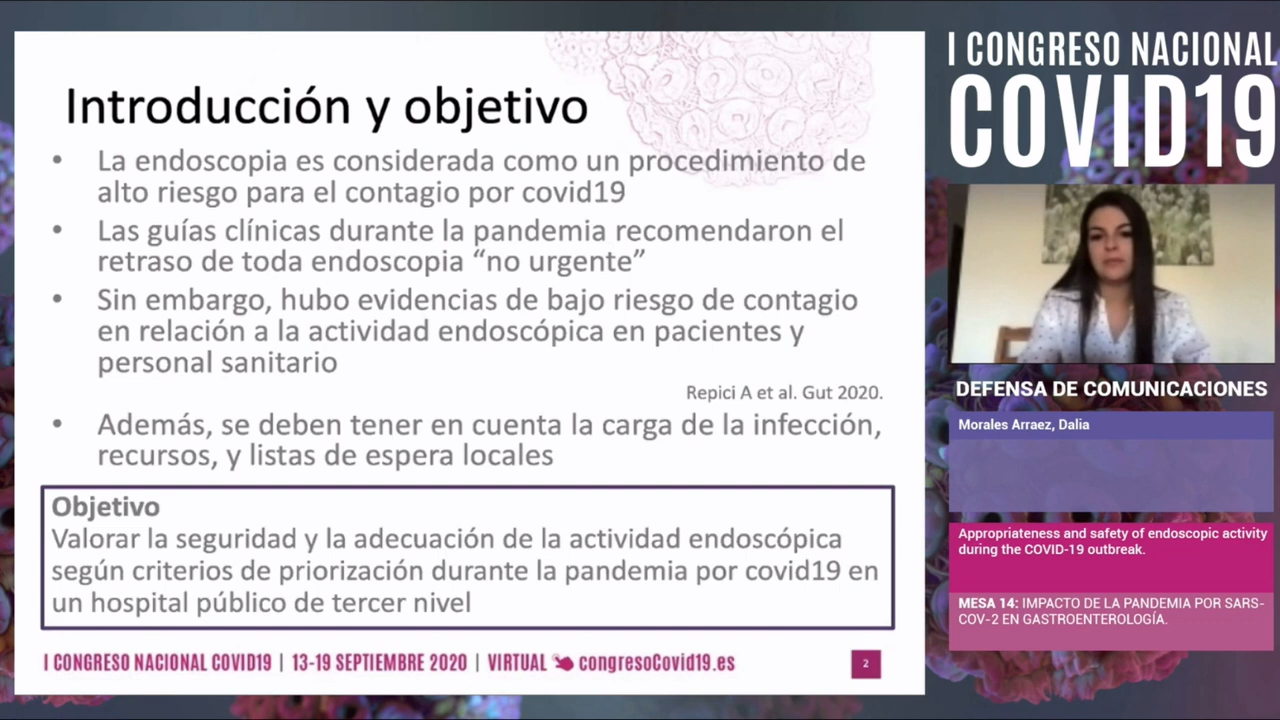 Introducción y objetivo
• La endoscopia es considerada como un procedimiento de
alto riesgo para el contagio por covid19
• Las guías clínicas durante la pandemia recomendaron el
retraso de toda endoscopia “no urgente”
• Sin embargo, hubo evidencias de bajo riesgo de contagio
en relación a la actividad endoscópica en pacientes y
personal sanitario
Repici A et al. Gut 2020.
• Además, se deben tener en cuenta la carga de la infección,
recursos, y listas de espera locales
Objetivo
Valorar la seguridad y la adecuación de la actividad endoscópica
según criterios de priorización durante la pandemia por covid19 en
un hospital público de tercer nivel
I CONGRESO NACIONAL COVID19 | 13-19 SEPTIEMBRE 2020 | VIRTUAL congresoCovid19.es
2
I CONGRESO NACIONAL
COVID19
DEFENSA DE COMUNICACIONES
Morales Arraez, Dalia
Appropriateness and safety of endoscopic activity
during the COVID-19 outbreak.
MESA 14: IMPACTO DE LA PANDEMIA POR SARS-
COV-2 EN GASTROENTEROLOGÍA.